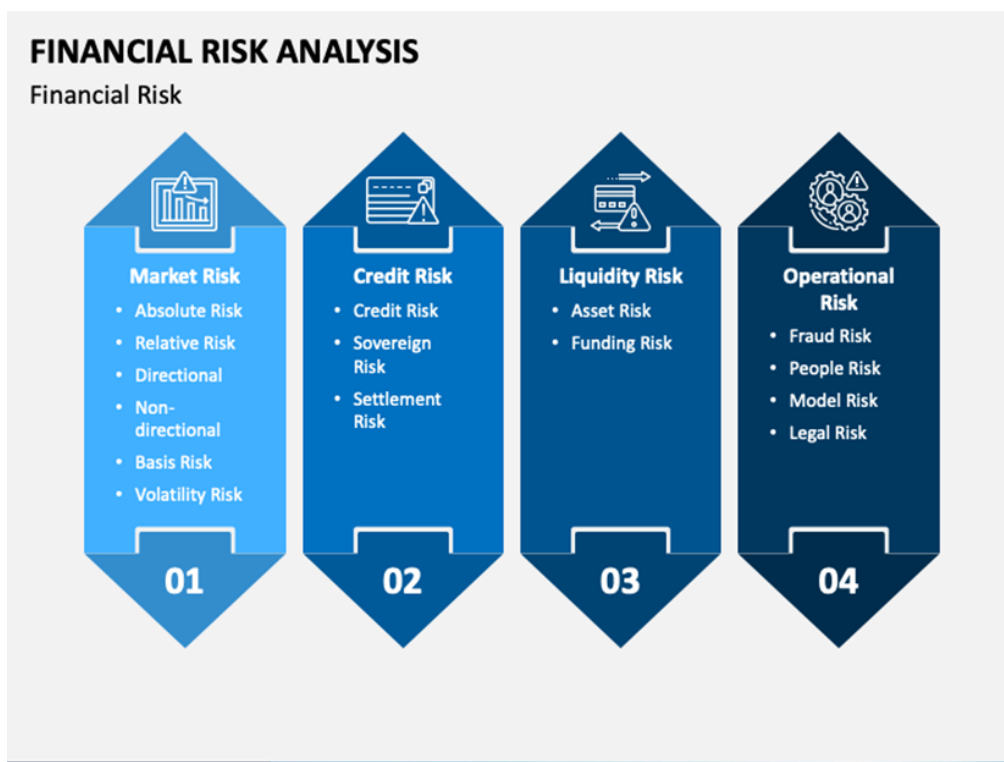 FINANCIAL RISK ANALYSIS
Financial Risk
Market Risk
• Absolute Risk
• Relative Risk
• Directional
• Non-
directional
• Basis Risk
• Volatility Risk
01
Credit Risk
• Credit Risk
• Sovereign
Risk
• Settlement
Risk
02
Liquidity Risk
• Asset Risk
• Funding Risk
03
Operational
Risk
• Fraud Risk
• People Risk
• Model Risk
• Legal Risk
04